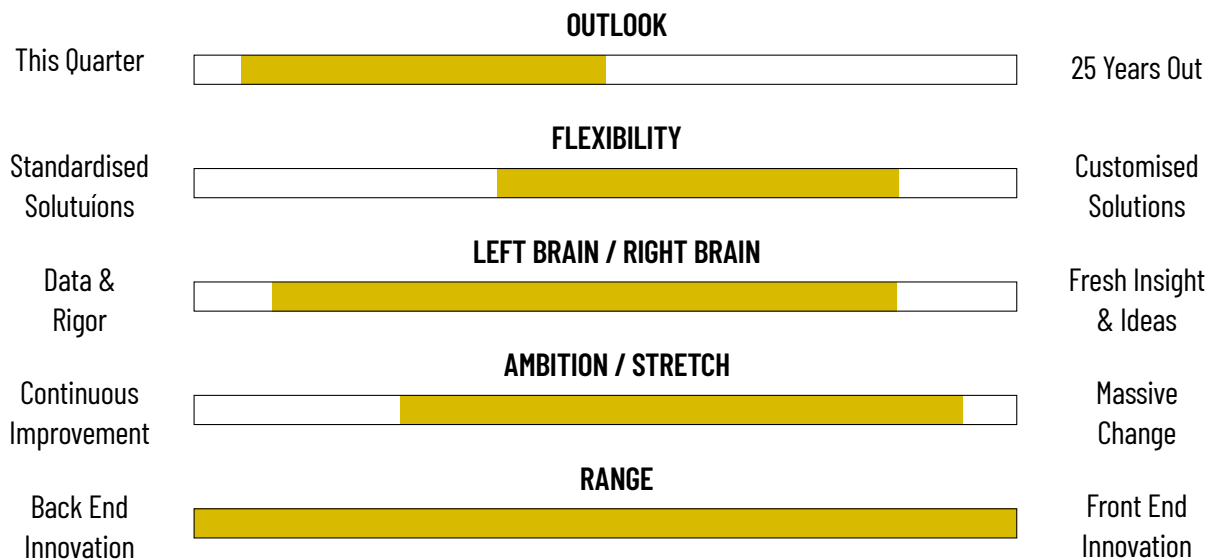 OUTLOOK
This Quarter
25 Years Out
FLEXIBILITY
Standardised
Solutuíons
Customised
Solutions
LEFT BRAIN / RIGHT BRAIN
Data &
Rigor
Fresh Insight
& Ideas
AMBITION / STRETCH
Continuous
Improvement
Massive
Change
RANGE
Back End
Innovation
Front End
Innovation